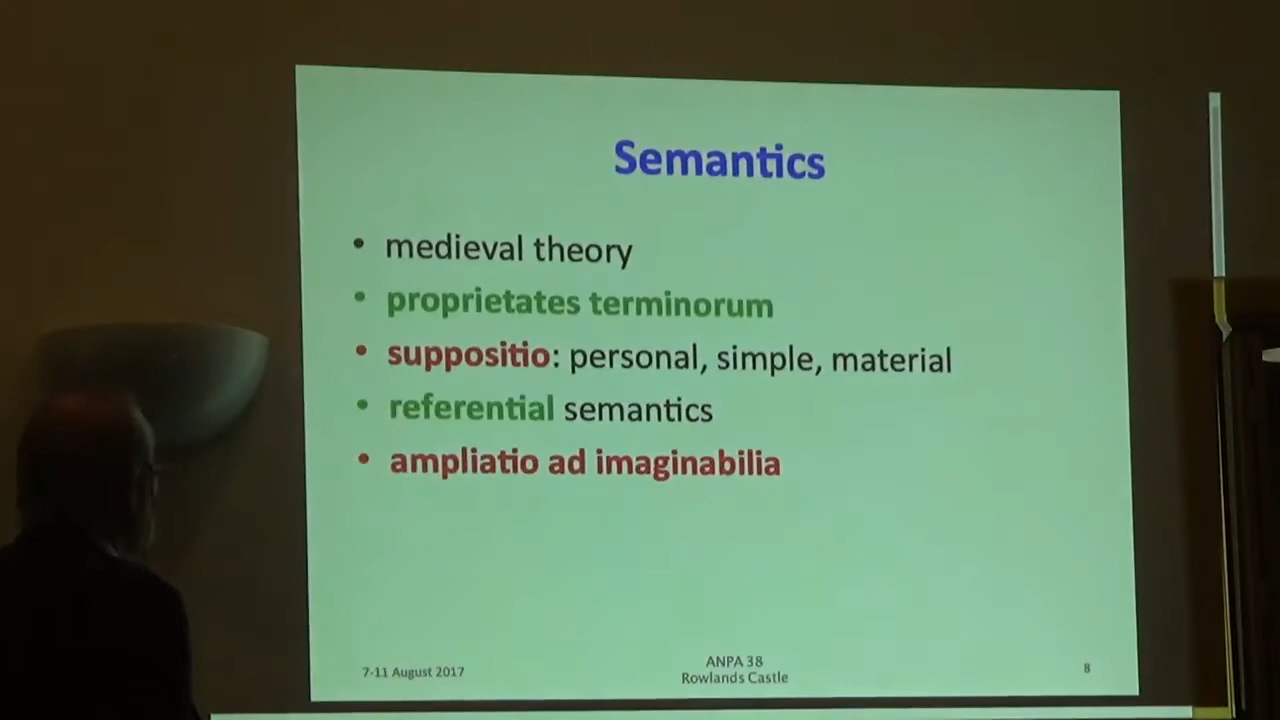 Semantics
• medieval theory
• proprietates terminorum
• suppositio: personal, simple, material
• referential semantics
• ampliatio ad imaginabilia
7-11 August 2017
ANPA 38
Rowlands Castle
8